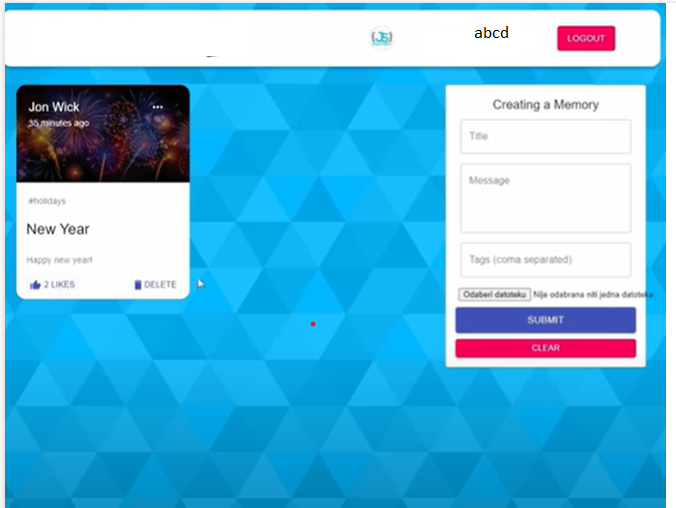 JS
abcd
LOGOUT
Jon Wick
35 minutes ago
#holidays
New Year
Happy new year!
2 LIKES
DELETE
Creating a Memory
Title
Message
Tags (coma separated)
Odaberi datoteku Nije odabrana niti jedna datoteka
SUBMIT
CLEAR